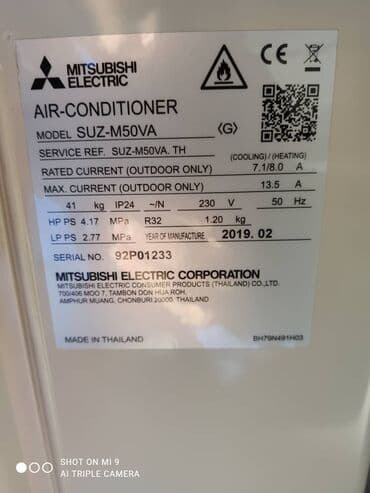 MITSUBISHI
ELECTRIC
AIR-CONDITIONER
MODEL SUZ-M50VA 〈G〉
SERVICE REF. SUZ-M50VA. TH
(COOLING) / (HEATING)
RATED CURRENT (OUTDOOR ONLY) 7.1/8.0 A
MAX. CURRENT (OUTDOOR ONLY) 13.5 A
41 kg IP24 ~/N 230 V 50 Hz
HP PS 4.17 MPa R32 1.20 kg
LP PS 2.77 MPa YEAR OF MANUFACTURE 2019. 02
SERIAL NO. 92P01233
MITSUBISHI ELECTRIC CORPORATION
MITSUBISHI ELECTRIC CONSUMER PRODUCTS (THAILAND) CO.,LTD.
700/406 MOO 7, TAMBON DON HUA ROH,
AMPHUR MUANG, CHONBURI 20000. THAILAND
MADE IN THAILAND BH79N491H03
SHOT ON MI 9
AI TRIPLE CAMERA